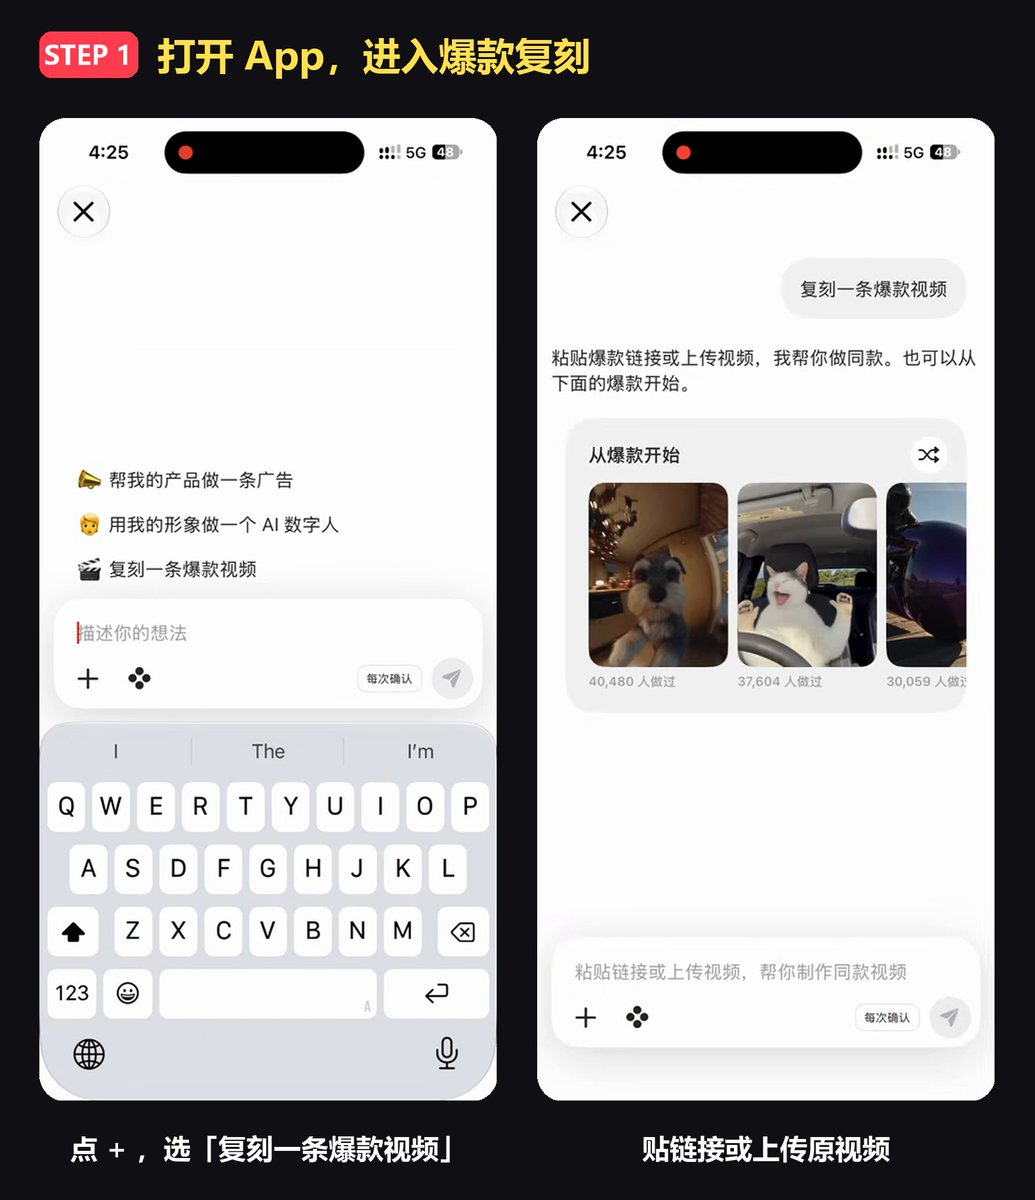 STEP 1 打开 App，进入爆款复刻
4:25 5G 48
帮我的产品做一条广告
用我的形象做一个 AI 数字人
复刻一条爆款视频
描述你的想法
每次确认
I The I'm
Q W E R T Y U I O P
A S D F G H J K L
Z X C V B N M
123
A
点 + ，选「复刻一条爆款视频」
4:25 5G 48
复刻一条爆款视频
粘贴爆款链接或上传视频，我帮你做同款。也可以从
下面的爆款开始。
从爆款开始
40,480 人做过 37,604 人做过 30,059 人做过
粘贴链接或上传视频，帮你制作同款视频
每次确认
贴链接或上传原视频